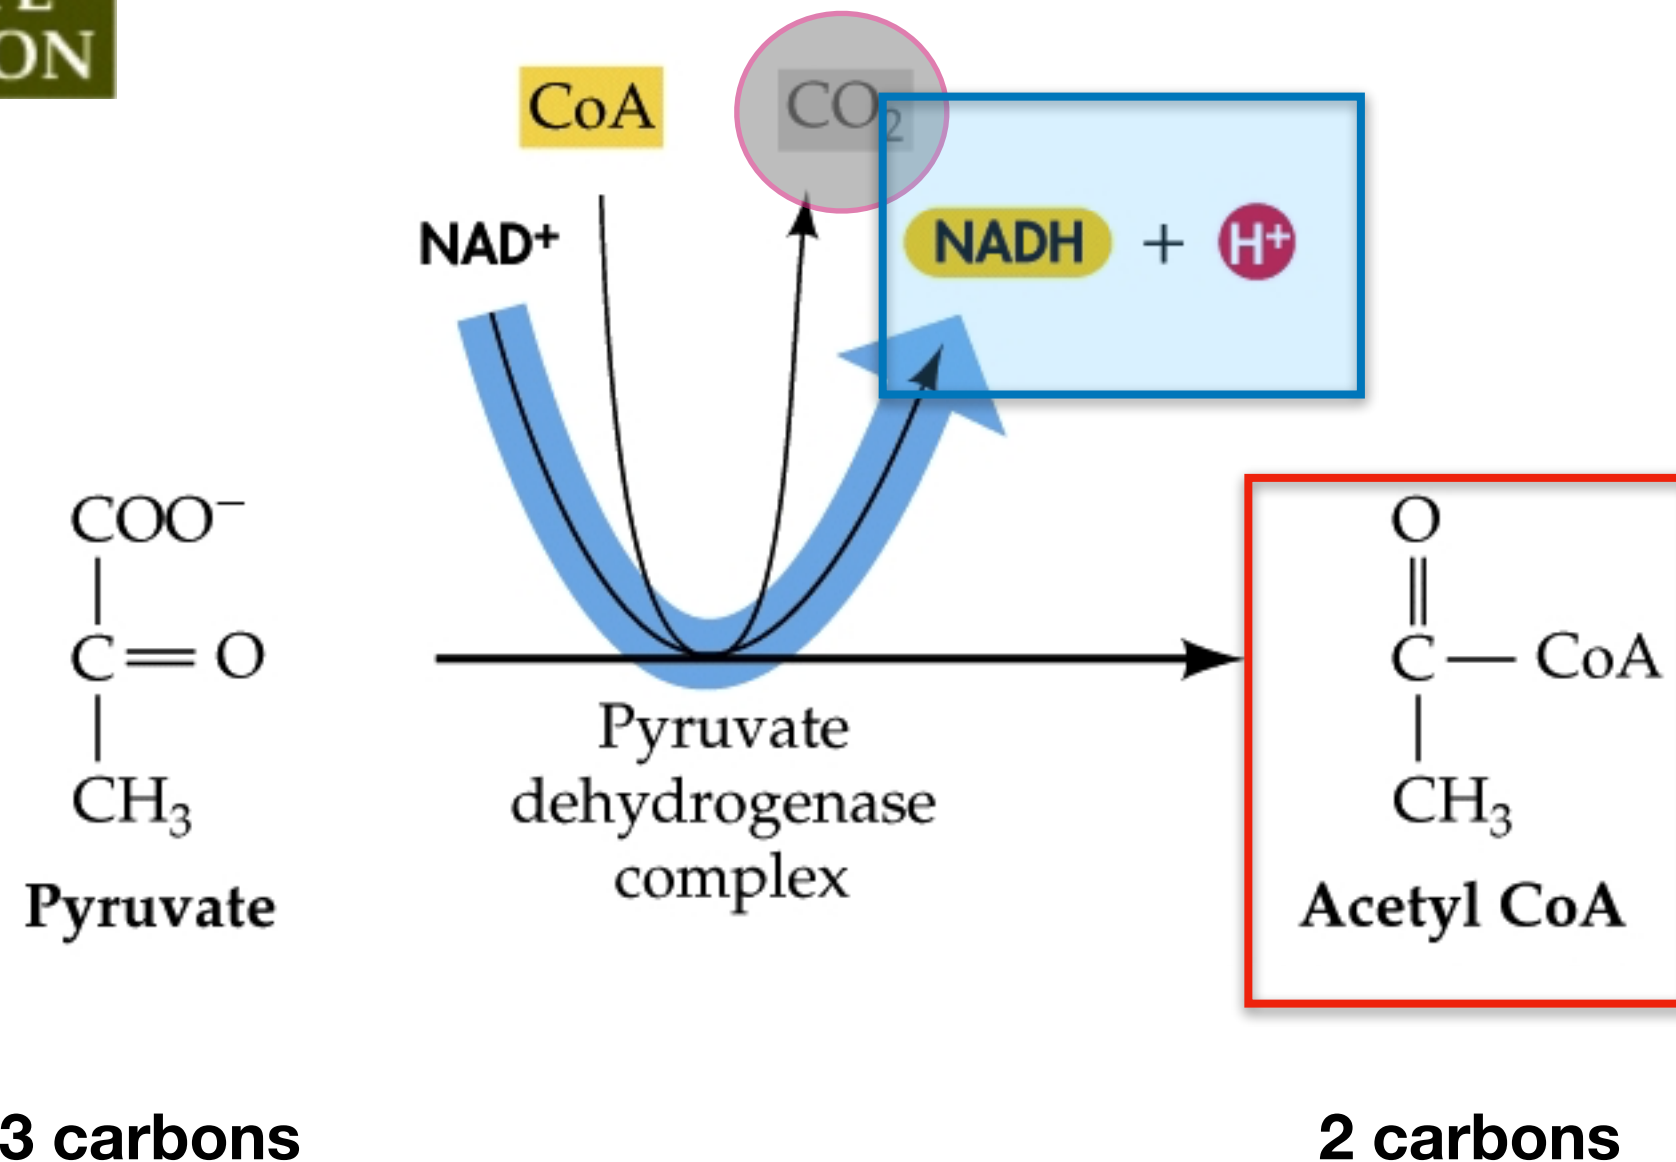 ON
CoA
CO₂
NAD⁺
NADH + H⁺
COO⁻
C=O
CH₃
Pyruvate
Pyruvate
dehydrogenase
complex
O
C—CoA
CH₃
Acetyl CoA
3 carbons
2 carbons